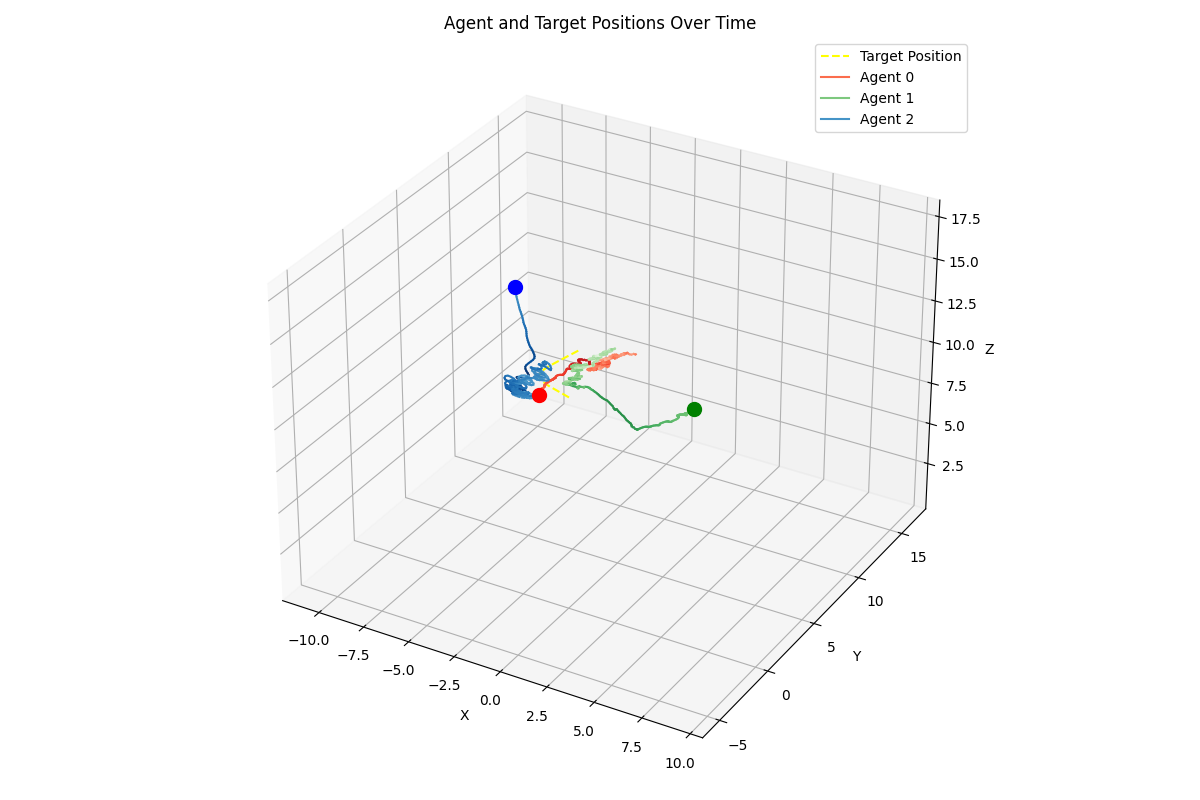 Agent and Target Positions Over Time
Target Position
Agent 0
Agent 1
Agent 2
17.5
15.0
12.5
10.0
7.5
5.0
2.5
Z
15
10
5
0
−5
Y
−10.0
−7.5
−5.0
−2.5
0.0
2.5
5.0
7.5
10.0
X